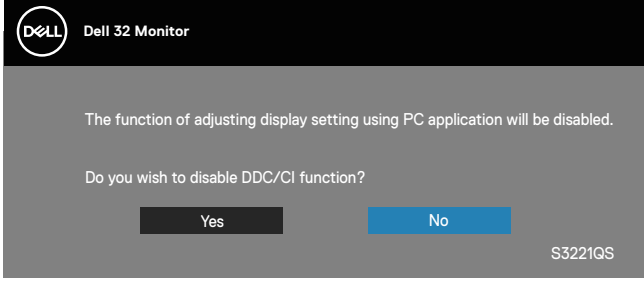 DELL
Dell 32 Monitor
The function of adjusting display setting using PC application will be disabled.
Do you wish to disable DDC/CI function?
Yes
No
S3221QS